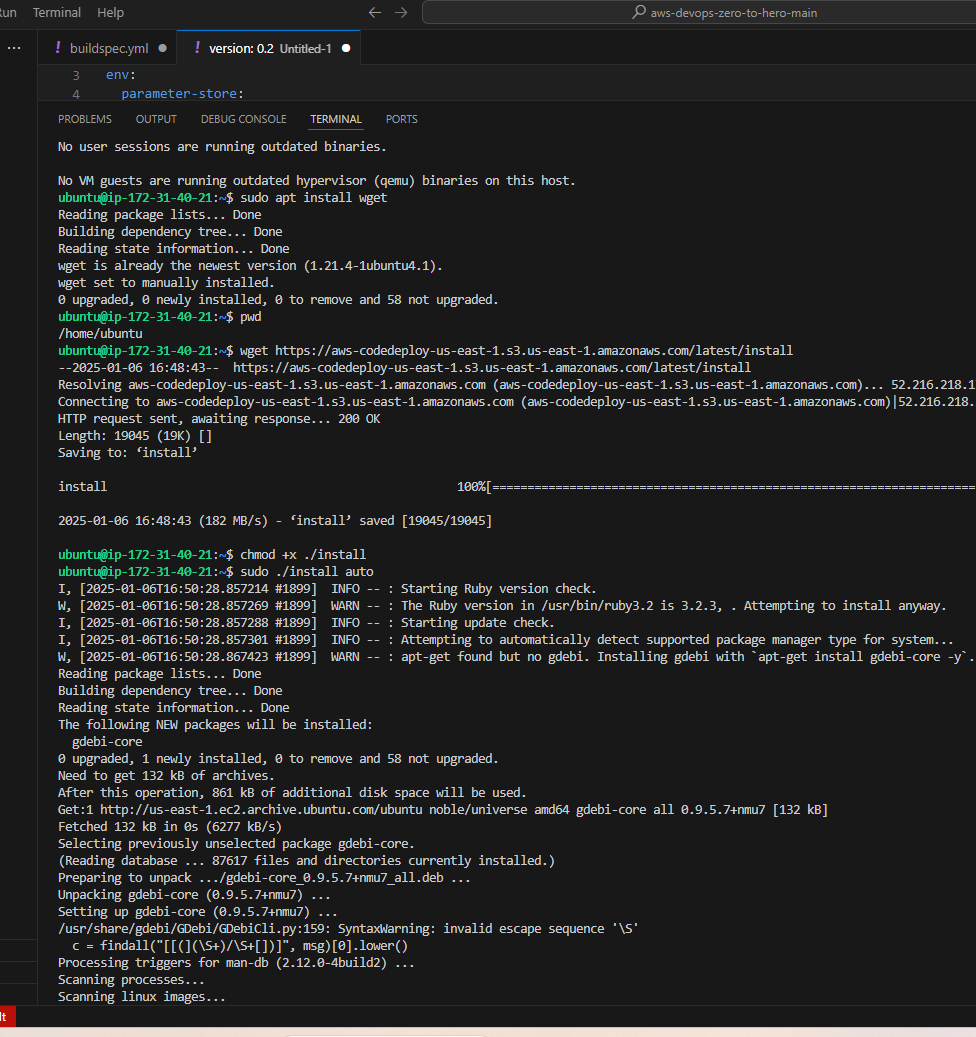 Run Terminal Help
aws-devops-zero-to-hero-main
buildspec.yml
version: 0.2 Untitled-1
3 env:
4 parameter-store:
PROBLEMS OUTPUT DEBUG CONSOLE TERMINAL PORTS
No user sessions are running outdated binaries.
No VM guests are running outdated hypervisor (qemu) binaries on this host.
ubuntu@ip-172-31-40-21:~$ sudo apt install wget
Reading package lists... Done
Building dependency tree... Done
Reading state information... Done
wget is already the newest version (1.21.4-1ubuntu4.1).
wget set to manually installed.
0 upgraded, 0 newly installed, 0 to remove and 58 not upgraded.
ubuntu@ip-172-31-40-21:~$ pwd
/home/ubuntu
ubuntu@ip-172-31-40-21:~$ wget https://aws-codedeploy-us-east-1.s3.us-east-1.amazonaws.com/latest/install
--2025-01-06 16:48:43-- https://aws-codedeploy-us-east-1.s3.us-east-1.amazonaws.com/latest/install
Resolving aws-codedeploy-us-east-1.s3.us-east-1.amazonaws.com (aws-codedeploy-us-east-1.s3.us-east-1.amazonaws.com)... 52.216.218.1
Connecting to aws-codedeploy-us-east-1.s3.us-east-1.amazonaws.com (aws-codedeploy-us-east-1.s3.us-east-1.amazonaws.com)|52.216.218.
HTTP request sent, awaiting response... 200 OK
Length: 19045 (19K) []
Saving to: ‘install’
install 100%[=====================================================================
2025-01-06 16:48:43 (182 MB/s) - ‘install’ saved [19045/19045]
ubuntu@ip-172-31-40-21:~$ chmod +x ./install
ubuntu@ip-172-31-40-21:~$ sudo ./install auto
I, [2025-01-06T16:50:28.857214 #1899] INFO -- : Starting Ruby version check.
W, [2025-01-06T16:50:28.857269 #1899] WARN -- : The Ruby version in /usr/bin/ruby3.2 is 3.2.3, . Attempting to install anyway.
I, [2025-01-06T16:50:28.857288 #1899] INFO -- : Starting update check.
I, [2025-01-06T16:50:28.857301 #1899] INFO -- : Attempting to automatically detect supported package manager type for system...
W, [2025-01-06T16:50:28.867423 #1899] WARN -- : apt-get found but no gdebi. Installing gdebi with `apt-get install gdebi-core -y`.
Reading package lists... Done
Building dependency tree... Done
Reading state information... Done
The following NEW packages will be installed:
gdebi-core
0 upgraded, 1 newly installed, 0 to remove and 58 not upgraded.
Need to get 132 kB of archives.
After this operation, 861 kB of additional disk space will be used.
Get:1 http://us-east-1.ec2.archive.ubuntu.com/ubuntu noble/universe amd64 gdebi-core all 0.9.5.7+nmu7 [132 kB]
Fetched 132 kB in 0s (6277 kB/s)
Selecting previously unselected package gdebi-core.
(Reading database ... 87617 files and directories currently installed.)
Preparing to unpack .../gdebi-core_0.9.5.7+nmu7_all.deb ...
Unpacking gdebi-core (0.9.5.7+nmu7) ...
Setting up gdebi-core (0.9.5.7+nmu7) ...
/usr/share/gdebi/GDebi/GDebiCli.py:159: SyntaxWarning: invalid escape sequence '\S'
c = findall("[[(](\S+)/\S+[])]", msg)[0].lower()
Processing triggers for man-db (2.12.0-4build2) ...
Scanning processes...
Scanning linux images...